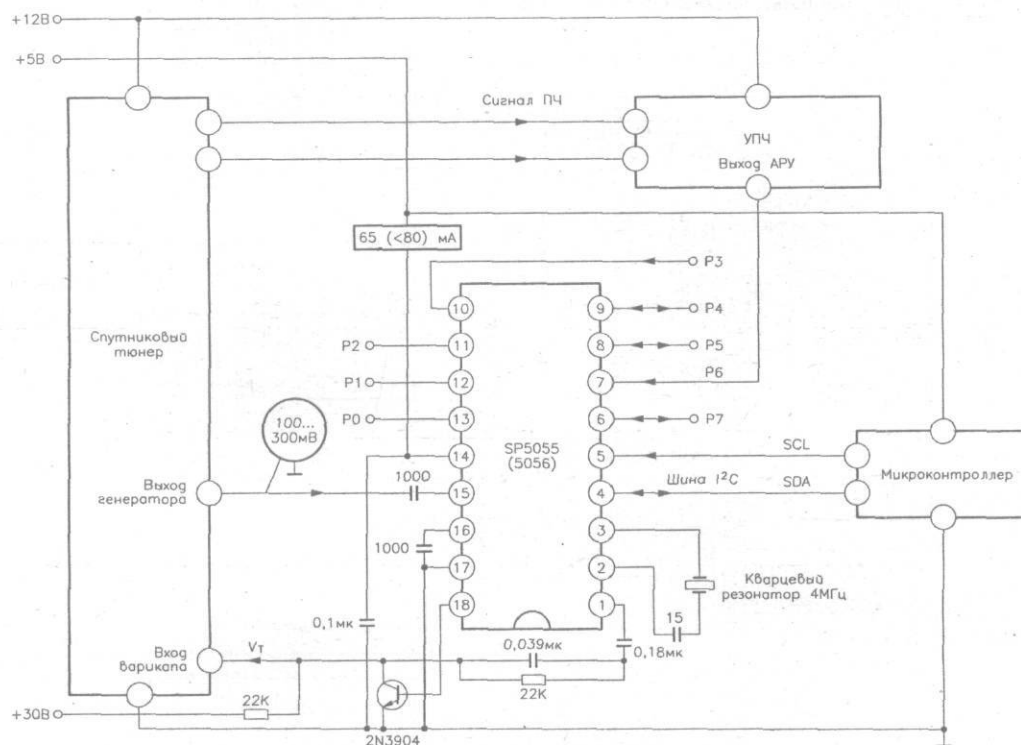 +12В
+5В
Сигнал ПЧ
УПЧ
Выход АРУ
65 (<80) мА
P3
10
9
P4
Спутниковый
тюнер
P2
11
8
P5
P1
12
7
P6
100...
300мВ
P0
13
6
P7
SP5055
(5056)
14
5
SCL
Микроконтроллер
Выход
генератора
1000
15
4
Шина I²C
SDA
16
3
1000
17
2
Кварцевый
резонатор 4МГц
18
1
15
0,1мк
0,039мк
0,18мк
Вход
варикапа
VТ
22К
22К
+30В
2N3904